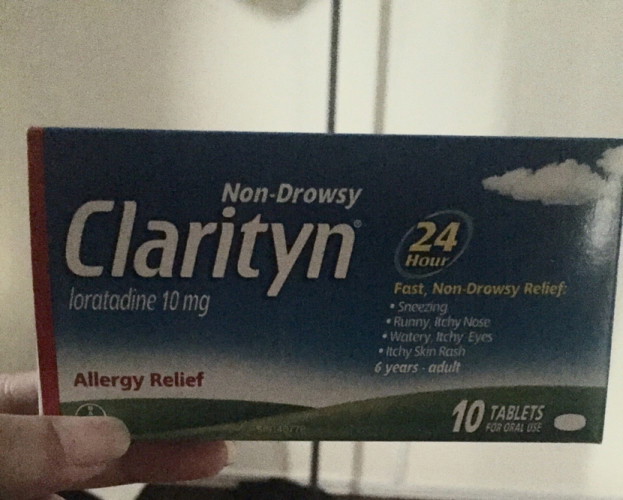 Non-Drowsy
Clarityn®
loratadine 10 mg
24
Hour
Fast, Non-Drowsy Relief:
• Sneezing
• Runny, Itchy Nose
• Watery, Itchy Eyes
• Itchy Skin Rash
6 years - adult
Allergy Relief
10 TABLETS
FOR ORAL USE